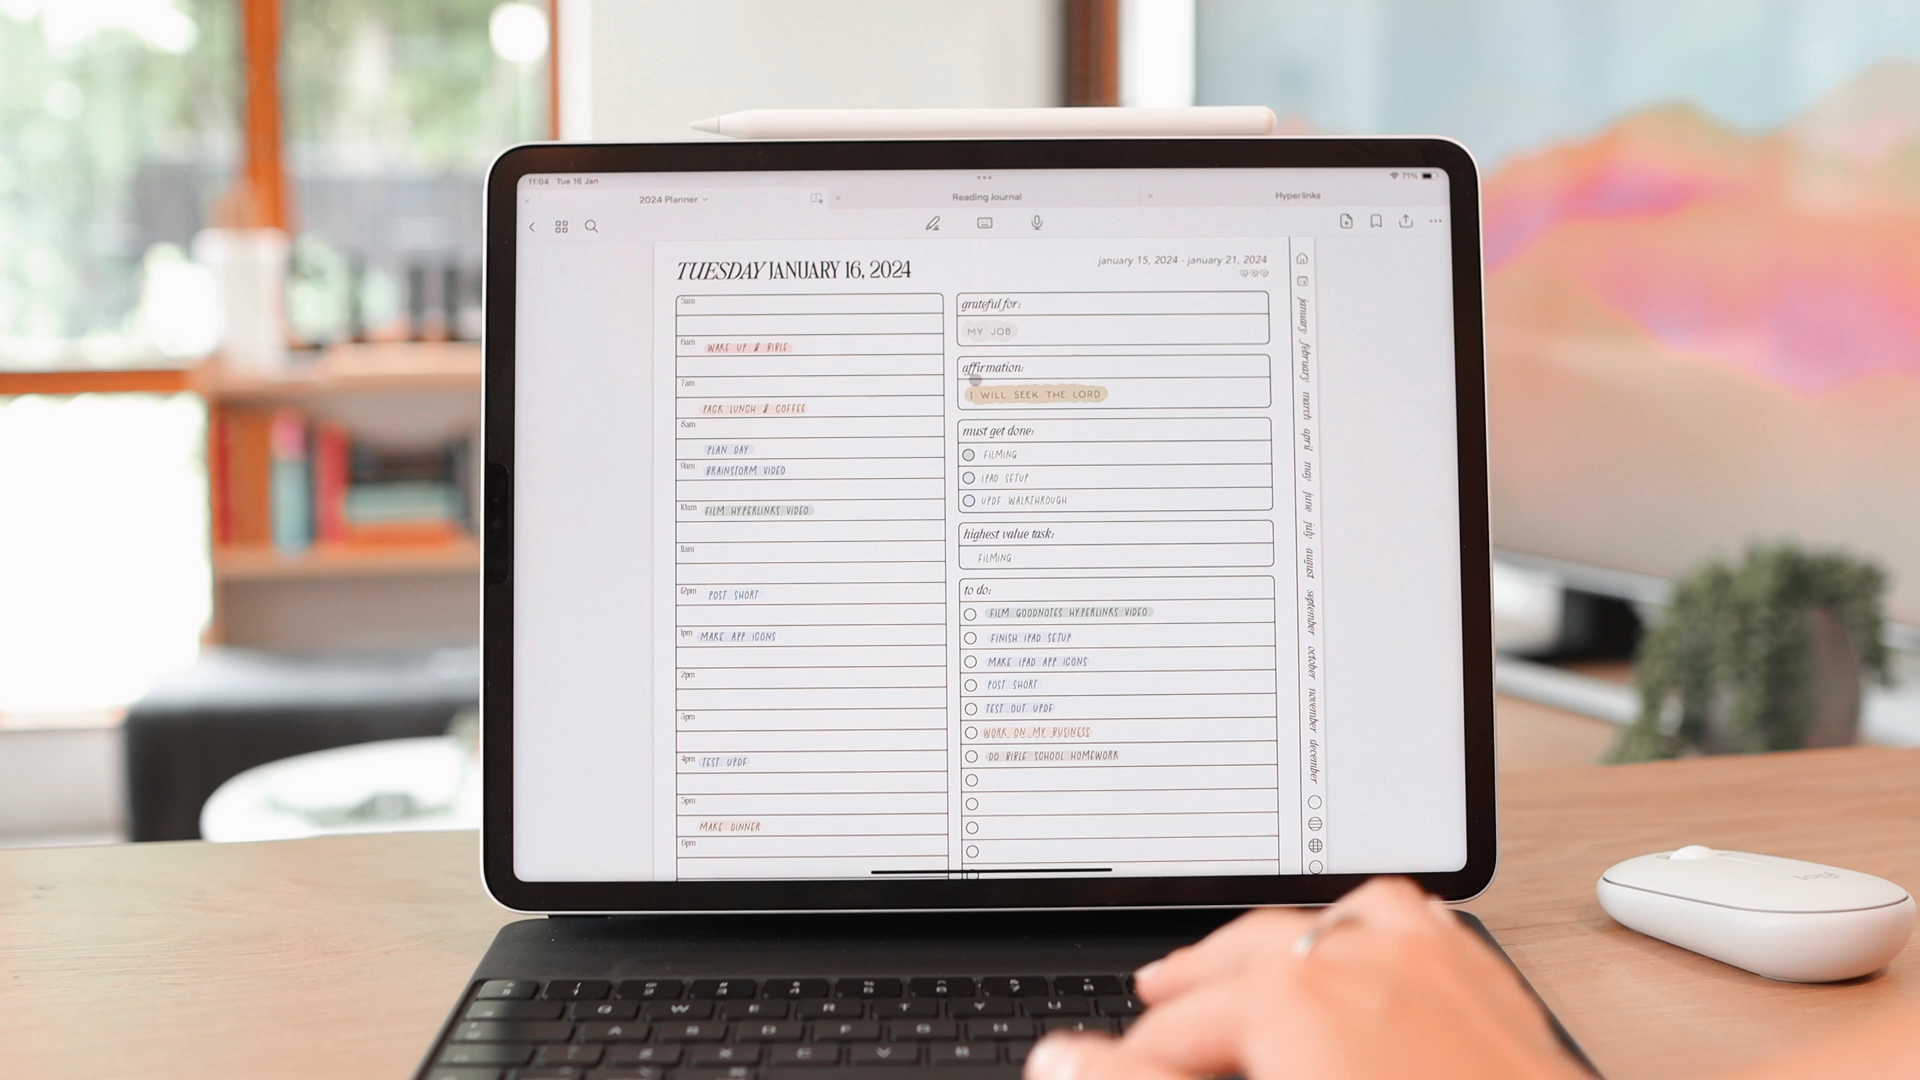 11:04 Tue 16 Jan
71%
2024 Planner
Reading Journal
Hyperlinks
TUESDAY JANUARY 16, 2024
january 15, 2024 - january 21, 2024
5am
6am
WAKE UP & BIBLE
7am
PACK LUNCH & COFFEE
8am
PLAN DAY
9am BRAINSTORM VIDEO
10am FILM HYPERLINKS VIDEO
11am
12pm POST SHORT
1pm MAKE APP ICONS
2pm
3pm
4pm TEST UPDF
5pm
MAKE DINNER
6pm
grateful for:
MY JOB
affirmation:
I WILL SEEK THE LORD
must get done:
FILMING
IPAD SETUP
UPDF WALKTHROUGH
highest value task:
FILMING
to do:
FILM GOODNOTES HYPERLINKS VIDEO
FINISH IPAD SETUP
MAKE IPAD APP ICONS
POST SHORT
TEST OUT UPDF
WORK ON MY BUSINESS
DO BIBLE SCHOOL HOMEWORK
january
february
march
april
may
june
july
august
september
october
november
december
logi